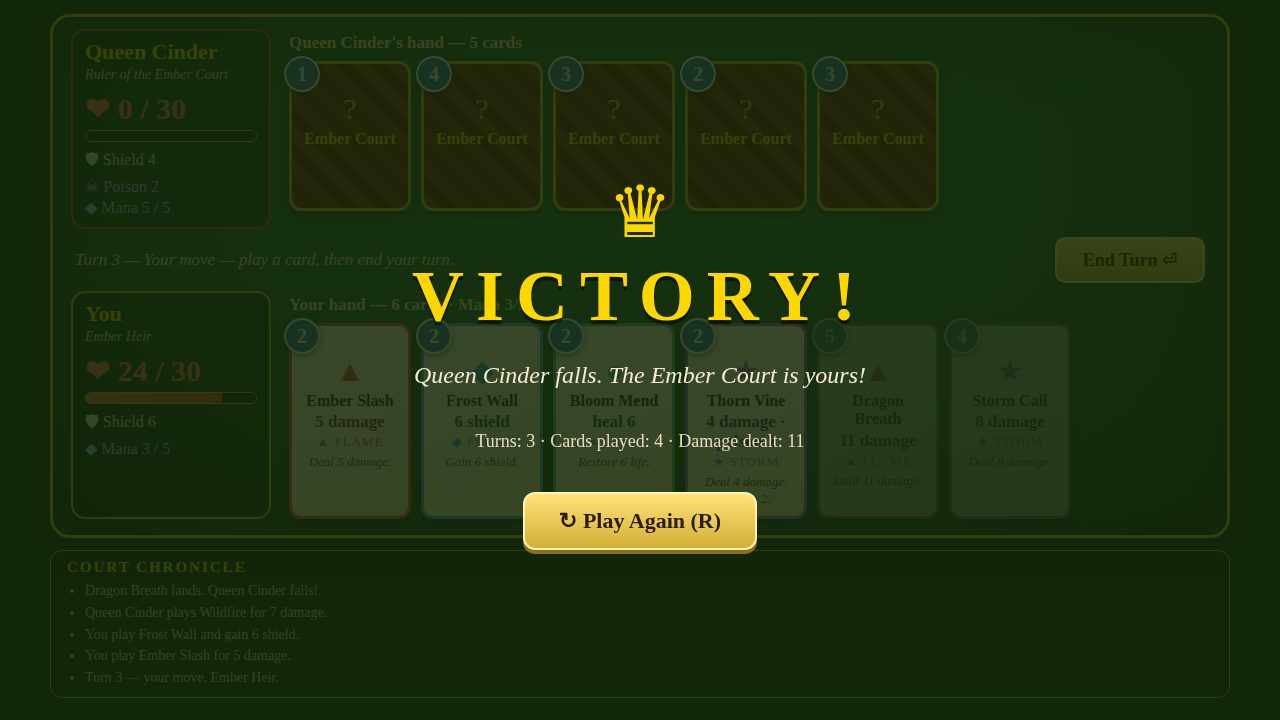 Queen Cinder
Ruler of the Ember Court
❤ 0 / 30
🛡 Shield 4
☠ Poison 2
◆ Mana 5 / 5
Queen Cinder's hand — 5 cards
1
?
Ember Court
4
?
Ember Court
3
?
Ember Court
2
?
Ember Court
3
?
Ember Court
♛
VICTORY!
Queen Cinder falls. The Ember Court is yours!
Turns: 3 · Cards played: 4 · Damage dealt: 11
↻ Play Again (R)
Turn 3 — Your move — play a card, then end your turn.
End Turn ⏎
You
Ember Heir
❤ 24 / 30
🛡 Shield 6
◆ Mana 3 / 5
Your hand — 6 car · Mana 3/
2
▲
Ember Slash
5 damage
▲ FLAME
Deal 5 damage.
2
Frost Wall
6 shield
Gain 6 shield.
2
Bloom Mend
heal 6
Restore 6 life.
2
Thorn Vine
4 damage ·
★ STORM
Deal 4 damage.
2.
5
▲
Dragon
Breath
11 damage
▲ FLAME
Deal 11 damage.
4
★
Storm Call
8 damage
★ STORM
Deal 8 damage.
COURT CHRONICLE
• Dragon Breath lands. Queen Cinder falls!
• Queen Cinder plays Wildfire for 7 damage.
• You play Frost Wall and gain 6 shield.
• You play Ember Slash for 5 damage.
• Turn 3 — your move, Ember Heir.